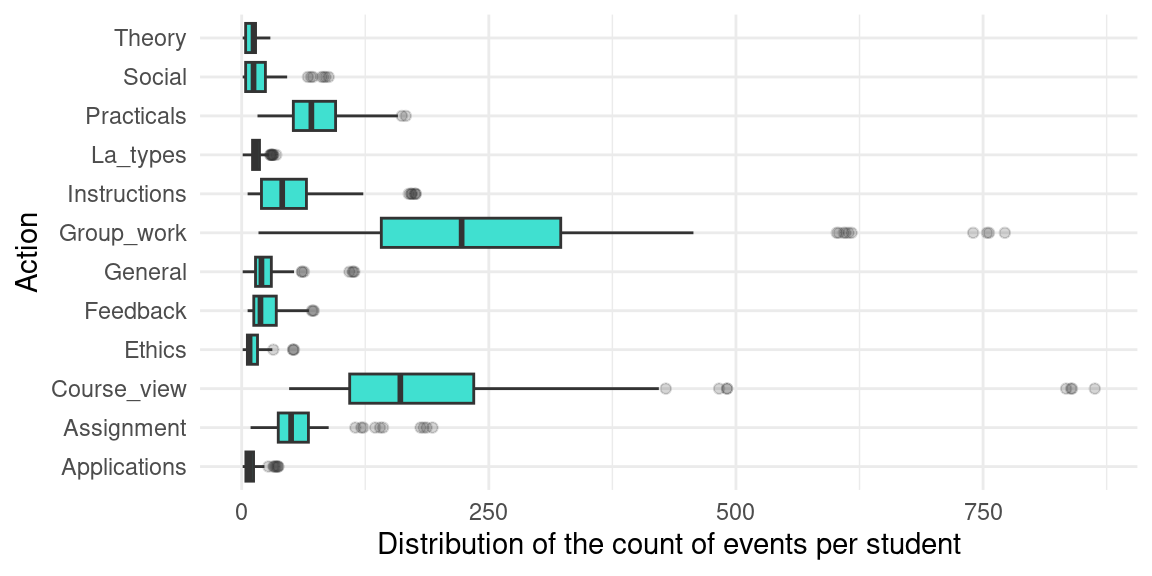 Action
Theory
Social
Practicals
La_types
Instructions
Group_work
General
Feedback
Ethics
Course_view
Assignment
Applications
0 250 500 750
Distribution of the count of events per student